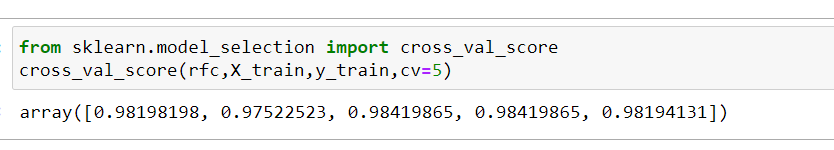 from sklearn.model_selection import cross_val_score
cross_val_score(rfc,X_train,y_train,cv=5)
array([0.98198198, 0.97522523, 0.98419865, 0.98419865, 0.98194131])